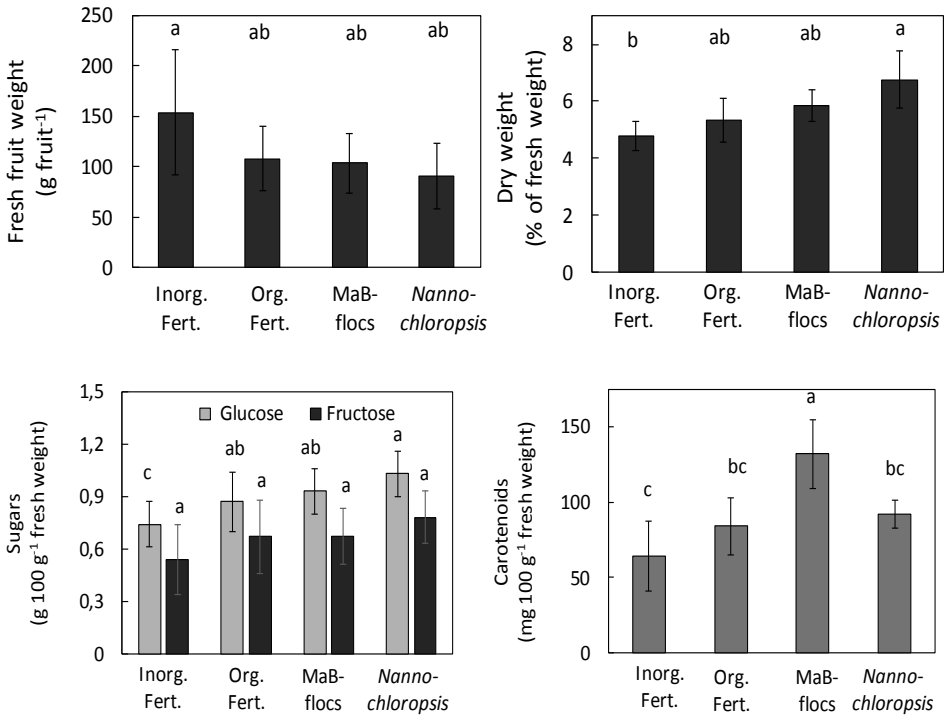 Fresh fruit weight
(g fruit⁻¹)
250
200
150
100
50
0
a
ab
ab
ab
Inorg.
Fert.
Org.
Fert.
MaB-
flocs
Nanno-
chloropsis
Dry weight
(% of fresh weight)
8
6
4
2
0
b
ab
ab
a
Inorg.
Fert.
Org.
Fert.
MaB-
flocs
Nanno-
chloropsis
Sugars
(g 100 g⁻¹ fresh weight)
1,5
1,2
0,9
0,6
0,3
0
Glucose
Fructose
c
a
ab
a
ab
a
a
a
Inorg.
Fert.
Org.
Fert.
MaB-
flocs
Nanno-
chloropsis
Carotenoids
(mg 100 g⁻¹ fresh weight)
150
100
50
0
c
bc
a
bc
Inorg.
Fert.
Org.
Fert.
MaB-
flocs
Nanno-
chloropsis